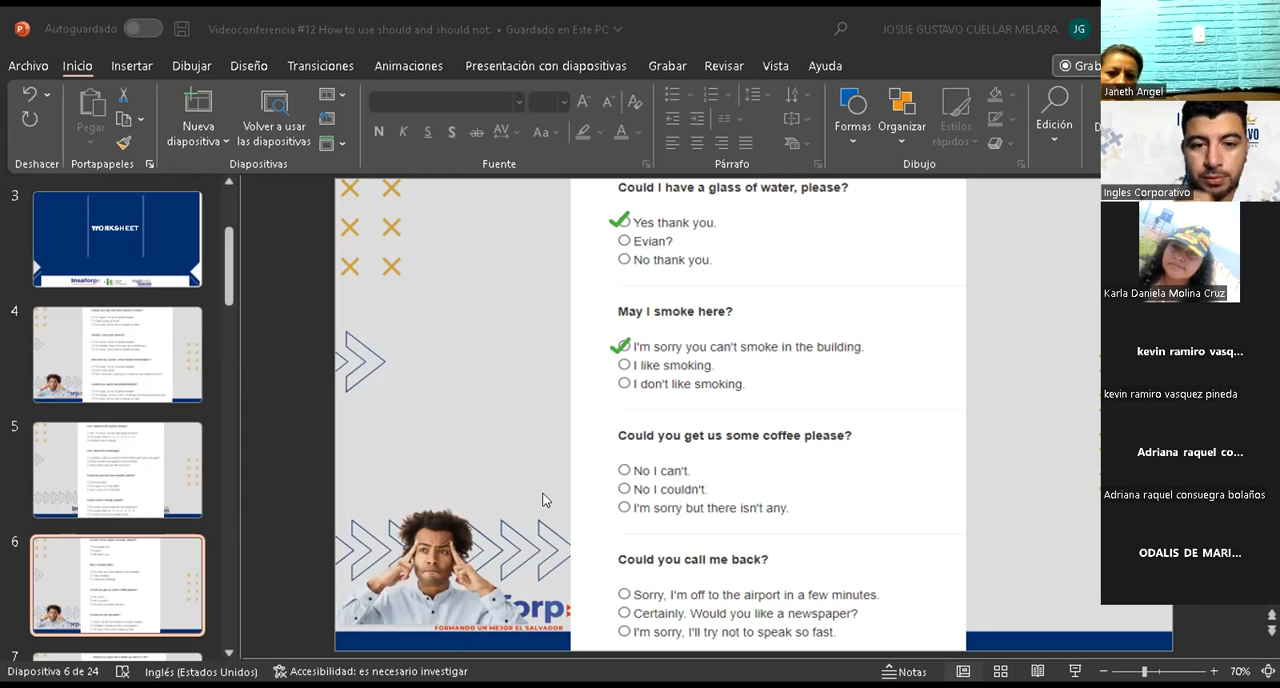 Autoguardado
Videoconferencia #12 How to use should and should not • Guardado en Este PC
JOSUE GUSTAVO CUELLAR MELARA
JG
Archivo Inicio Insertar Dibujar Diseño Transiciones
de diapositivas Grabar Revisar Vista Ayuda
Pegar
Nueva diapositiva
Volver a usar las diapositivas
Formas
Organizar
Estilos rápidos
Edición
Deshacer
Portapapeles
Diapositivas
Fuente
Párrafo
Dibujo
3
WORKSHEET
4
5
6
7
Could I have a glass of water, please?
Yes thank you.
Evian?
No thank you.
May I smoke here?
I'm sorry you can't smoke in the building.
I like smoking.
I don't like smoking.
Could you get us some coffee please?
No I can't.
No I couldn't.
I'm sorry but there isn't any.
you call me back?
Sorry, I'm off to the airport in a few minutes.
Certainly. Would you like a newspaper?
I'm sorry, I'll try not to speak so fast.
FORMANDO UN MEJOR EL SALVADOR
Janeth Angel
Ingles Corporativo
Karla Daniela Molina Cruz
kevin ramiro vasq...
kevin ramiro vasquez pineda
Adriana raquel co...
Adriana raquel consuegra bolaños
ODALIS DE MARI...
Diapositiva 6 de 24
Inglés (Estados Unidos)
Accesibilidad: es necesario investigar
Notas
70%